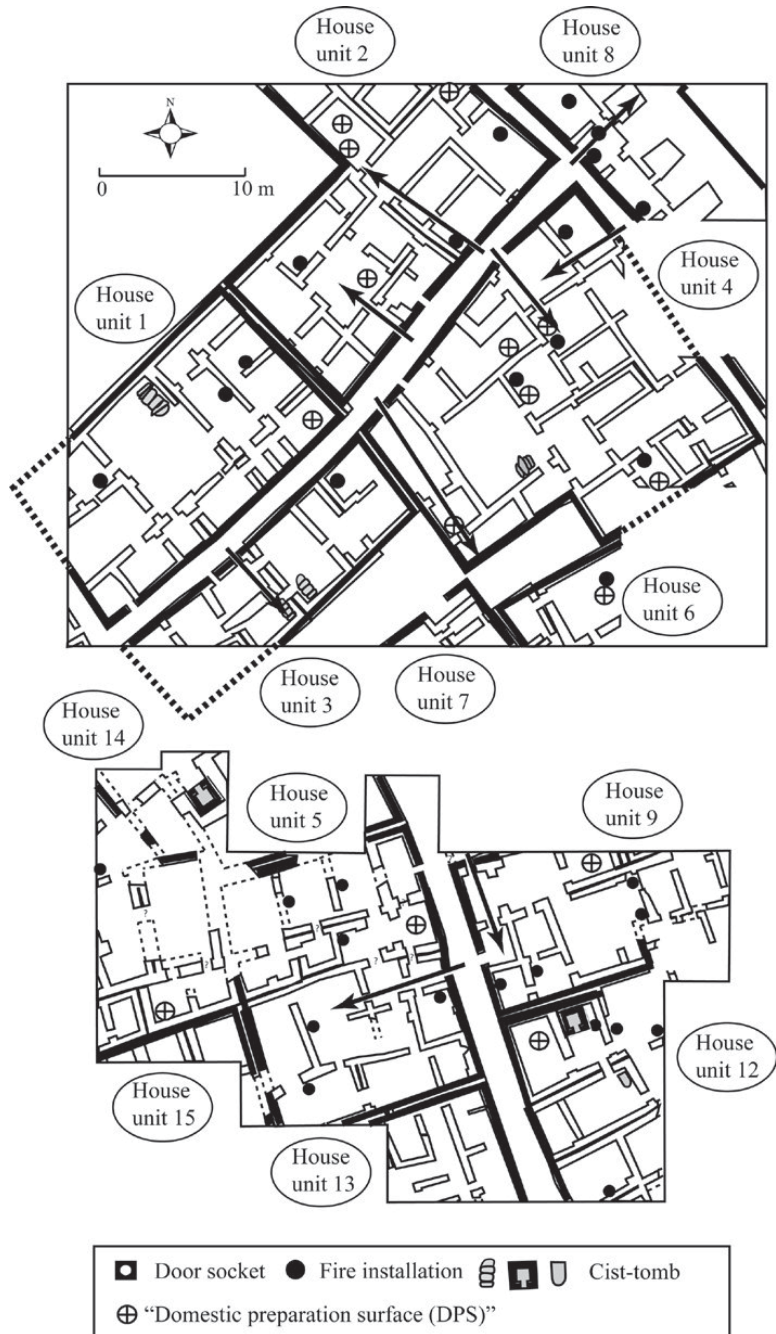 House
unit 2
House
unit 8
N
0 10 m
House
unit 1
House
unit 4
House
unit 6
House
unit 3
House
unit 7
House
unit 14
House
unit 5
House
unit 9
?
?
?
?
?
?
House
unit 12
House
unit 15
House
unit 13
Door socket Fire installation Cist-tomb
“Domestic preparation surface (DPS)”